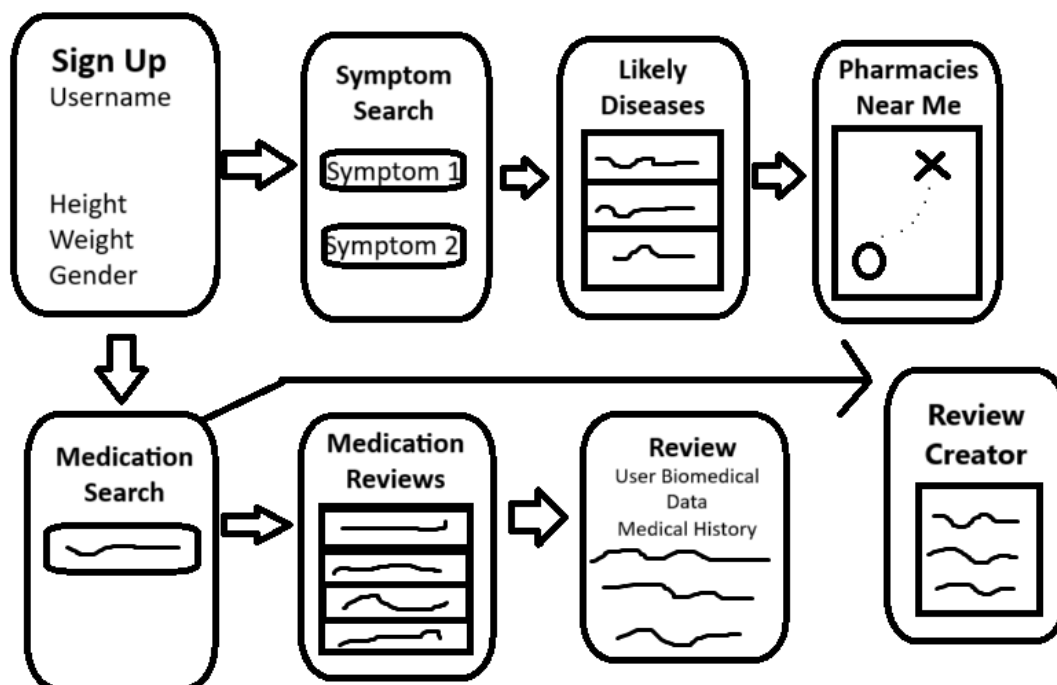 Sign Up
Username
Height
Weight
Gender
Symptom
Search
Symptom 1
Symptom 2
Likely
Diseases
Pharmacies
Near Me
Medication
Search
Medication
Reviews
Review
User Biomedical
Data
Medical History
Review
Creator